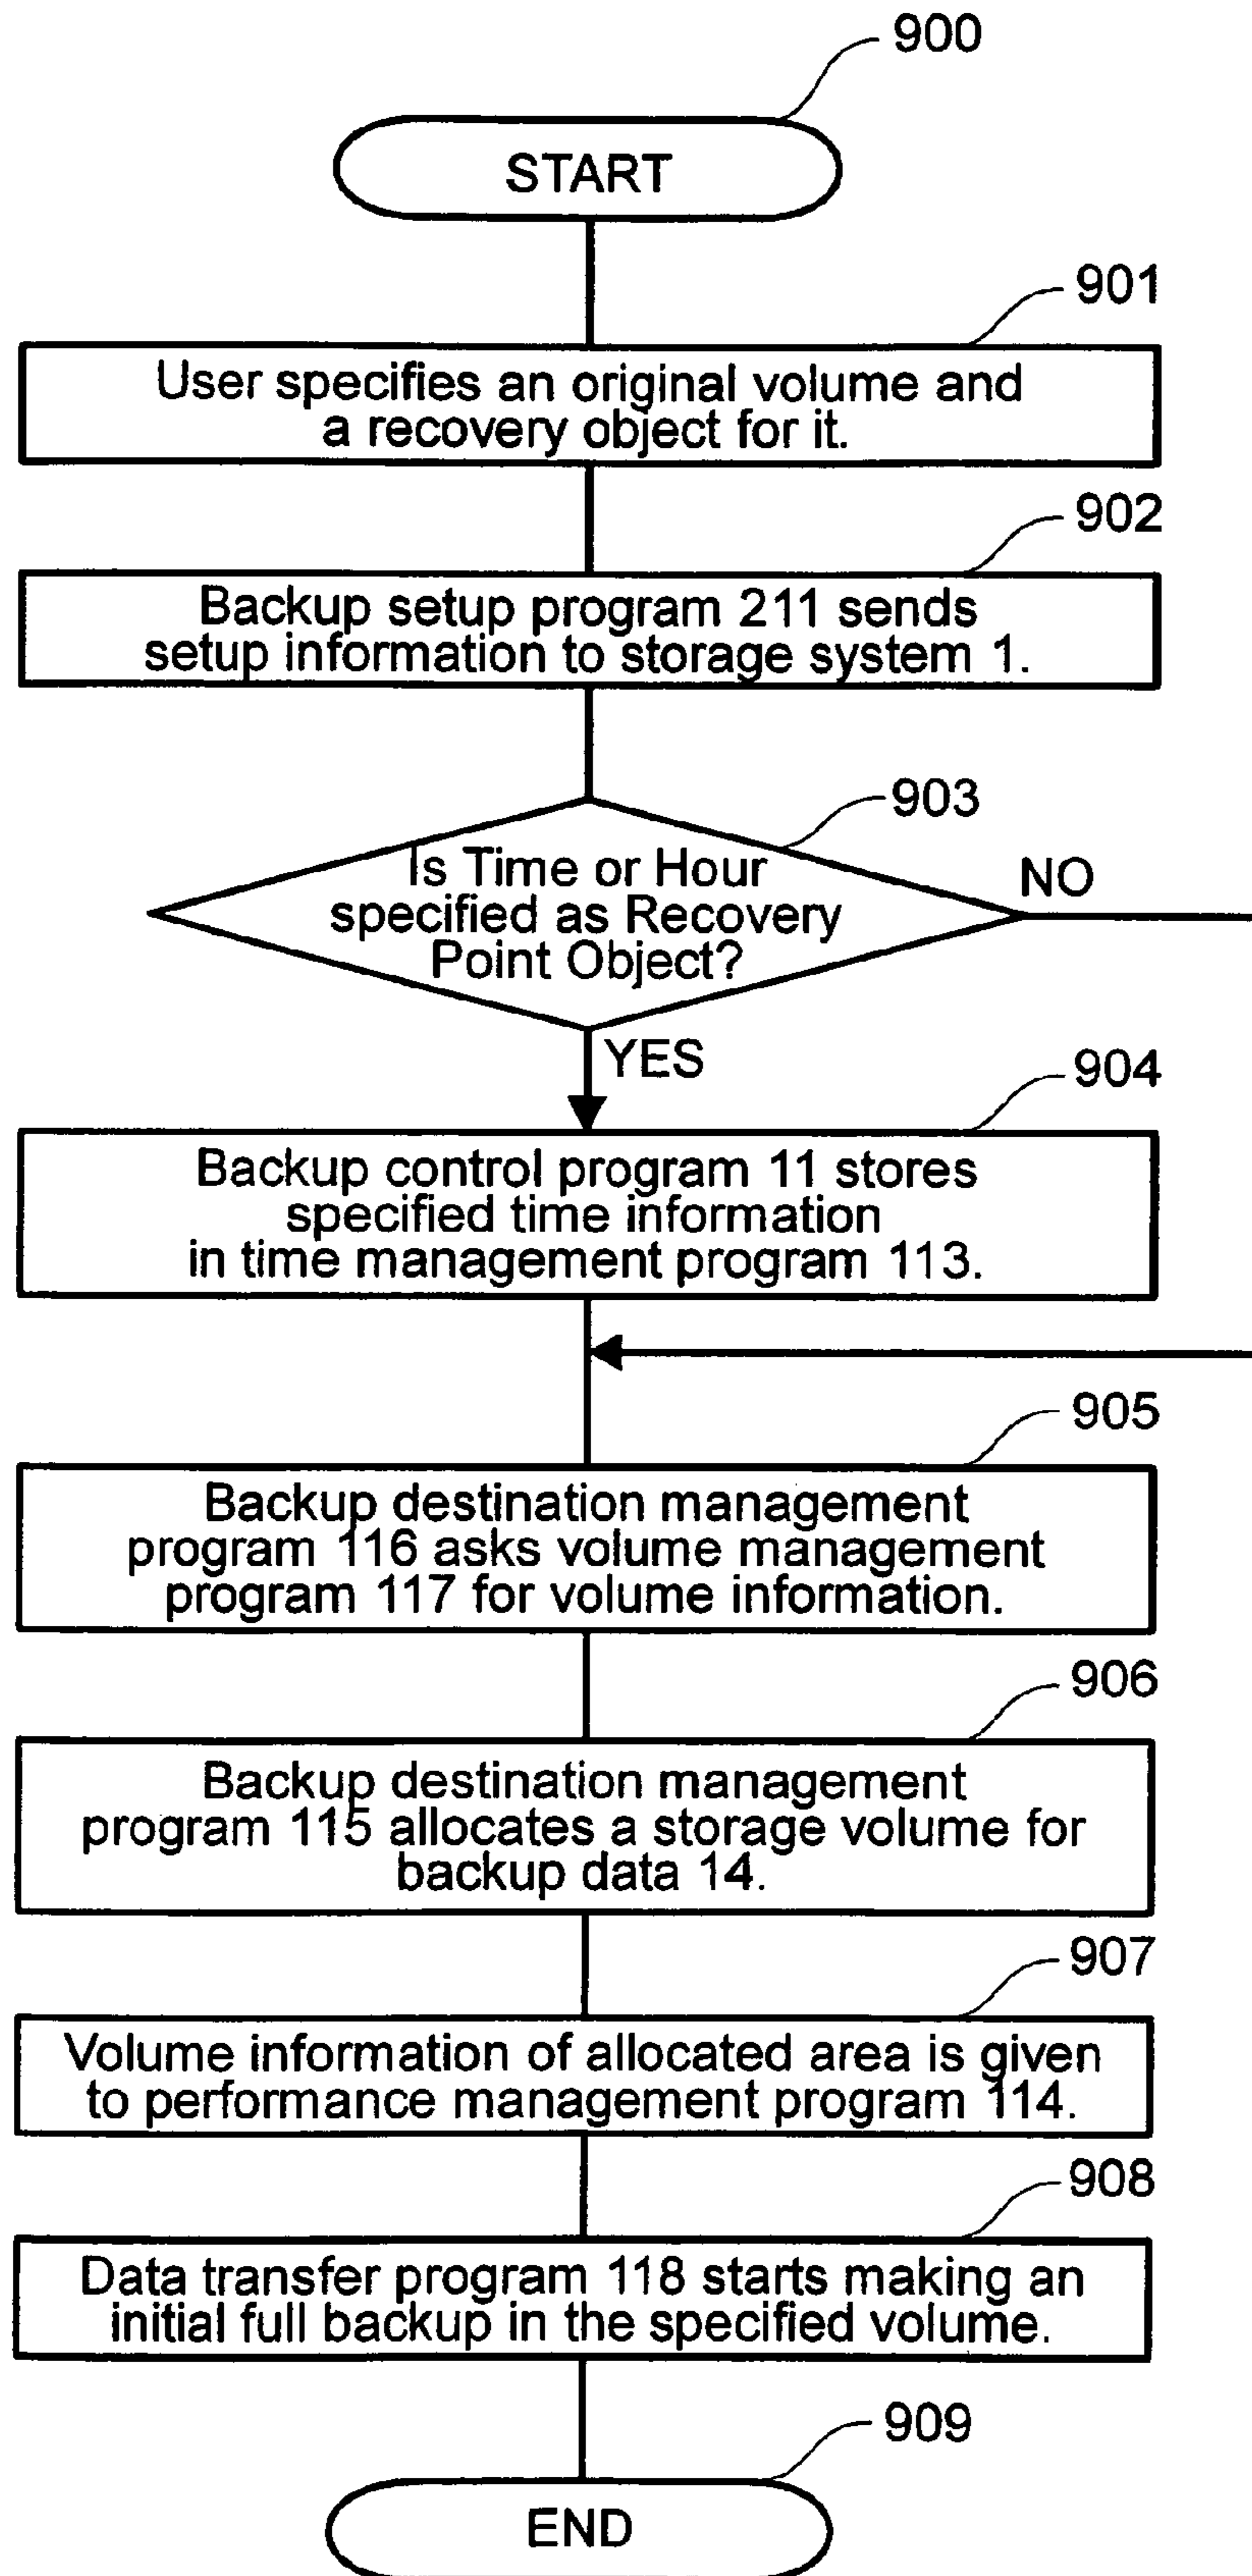 900
START
901
User specifies an original volume and
a recovery object for it.
902
Backup setup program 211 sends
setup information to storage system 1.
903
Is Time or Hour
specified as Recovery
Point Object?
NO
YES
904
Backup control program 11 stores
specified time information
in time management program 113.
905
Backup destination management
program 116 asks volume management
program 117 for volume information.
906
Backup destination management
program 115 allocates a storage volume for
backup data 14.
907
Volume information of allocated area is given
to performance management program 114.
908
Data transfer program 118 starts making an
initial full backup in the specified volume.
909
END